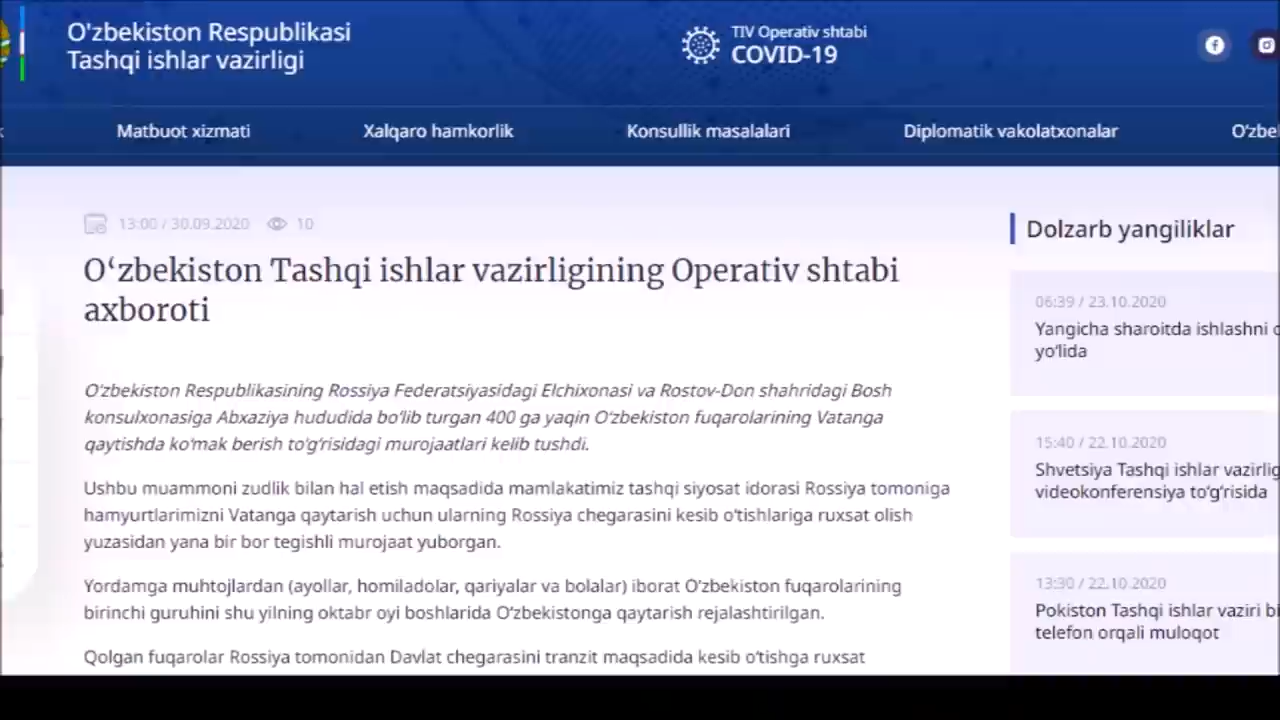 O'zbekiston Respublikasi
Tashqi ishlar vazirligi
TIV Operativ shtabi
COVID-19
Matbuot xizmati
Xalqaro hamkorlik
Konsullik masalalari
Diplomatik vakolatxonalar
13:00 / 30.09.2020
10
O‘zbekiston Tashqi ishlar vazirligining Operativ shtabi
axboroti
O‘zbekiston Respublikasining Rossiya Federatsiyasidagi Elchixonasi va Rostov-Don shahridagi Bosh
konsulxonasiga Abxaziya hududida bo‘lib turgan 400 ga yaqin O‘zbekiston fuqarolarining Vatanga
qaytishda ko‘mak berish to‘g‘risidagi murojaatlari kelib tushdi.
Ushbu muammoni zudlik bilan hal etish maqsadida mamlakatimiz tashqi siyosat idorasi Rossiya tomoniga
hamyurtlarimizni Vatanga qaytarish uchun ularning Rossiya chegarasini kesib o‘tishlariga ruxsat olish
yuzasidan yana bir bor tegishli murojaat yuborgan.
Yordamga muhtojlardan (ayollar, homiladolar, qariyalar va bolalar) iborat O‘zbekiston fuqarolarining
birinchi guruhini shu yilning oktabr oyi boshlarida O‘zbekistonga qaytarish rejalashtirilgan.
Qolgan fuqarolar Rossiya tomonidan Davlat chegarasini tranzit maqsadida kesib o‘tishga ruxsat
Dolzarb yangiliklar
06:39 / 23.10.2020
Yangicha sharoitda ishlashni
yo‘lida
15:40 / 22.10.2020
Shvetsiya Tashqi ishlar
videokonferensiya to‘g‘risida
13:30 / 22.10.2020
Pokiston Tashqi ishlar vaziri
telefon orqali muloqot